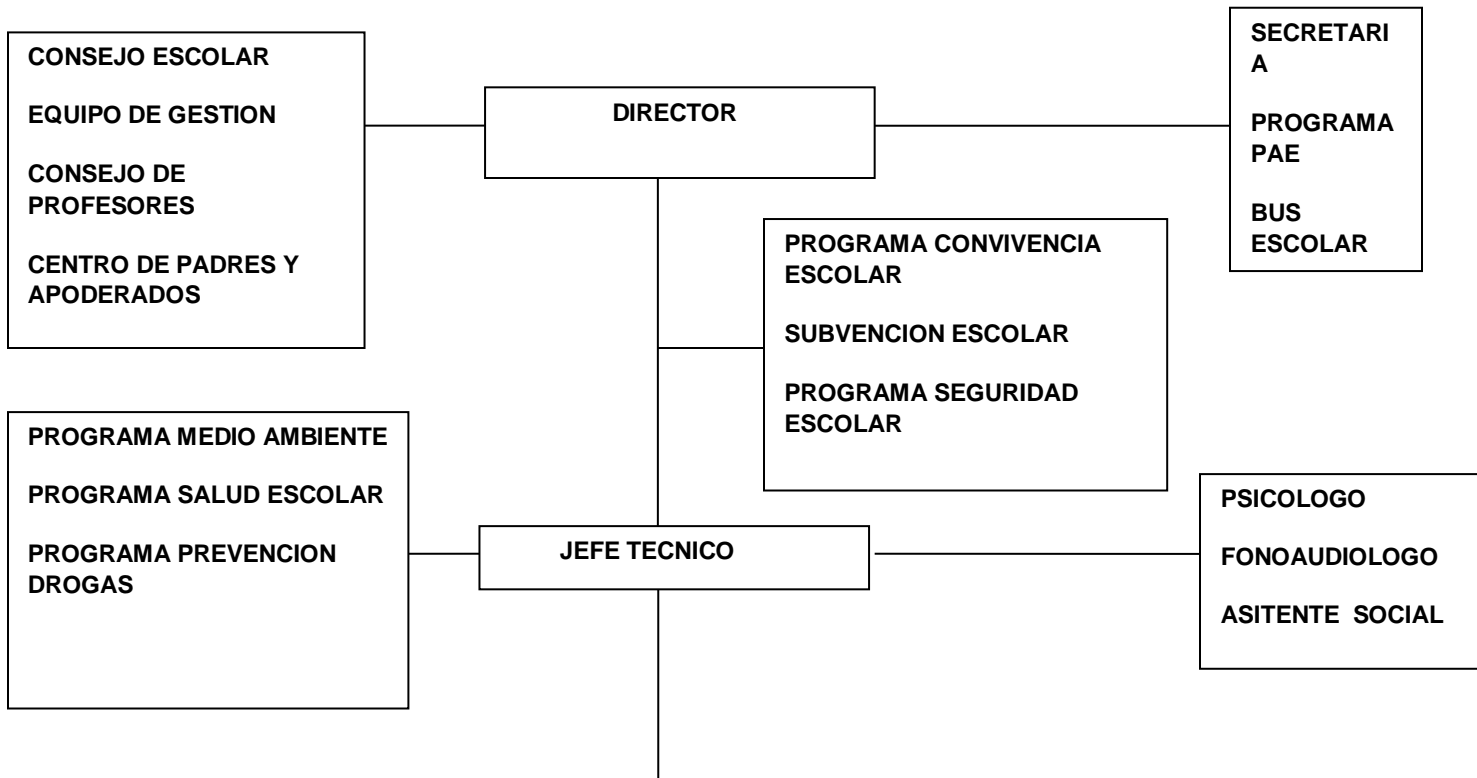 CONSEJO ESCOLAR
EQUIPO DE GESTION
CONSEJO DE
PROFESORES
CENTRO DE PADRES Y
APODERADOS
DIRECTOR
SECRETARI
A
PROGRAMA
PAE
BUS
ESCOLAR
PROGRAMA CONVIVENCIA
ESCOLAR
SUBVENCION ESCOLAR
PROGRAMA SEGURIDAD
ESCOLAR
PROGRAMA MEDIO AMBIENTE
PROGRAMA SALUD ESCOLAR
PROGRAMA PREVENCION
DROGAS
JEFE TECNICO
PSICOLOGO
FONOAUDIOLOGO
ASITENTE SOCIAL